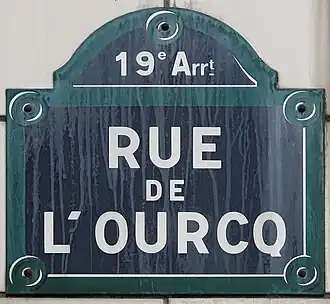 19e Arrt
RUE
DE
L'OURCQ